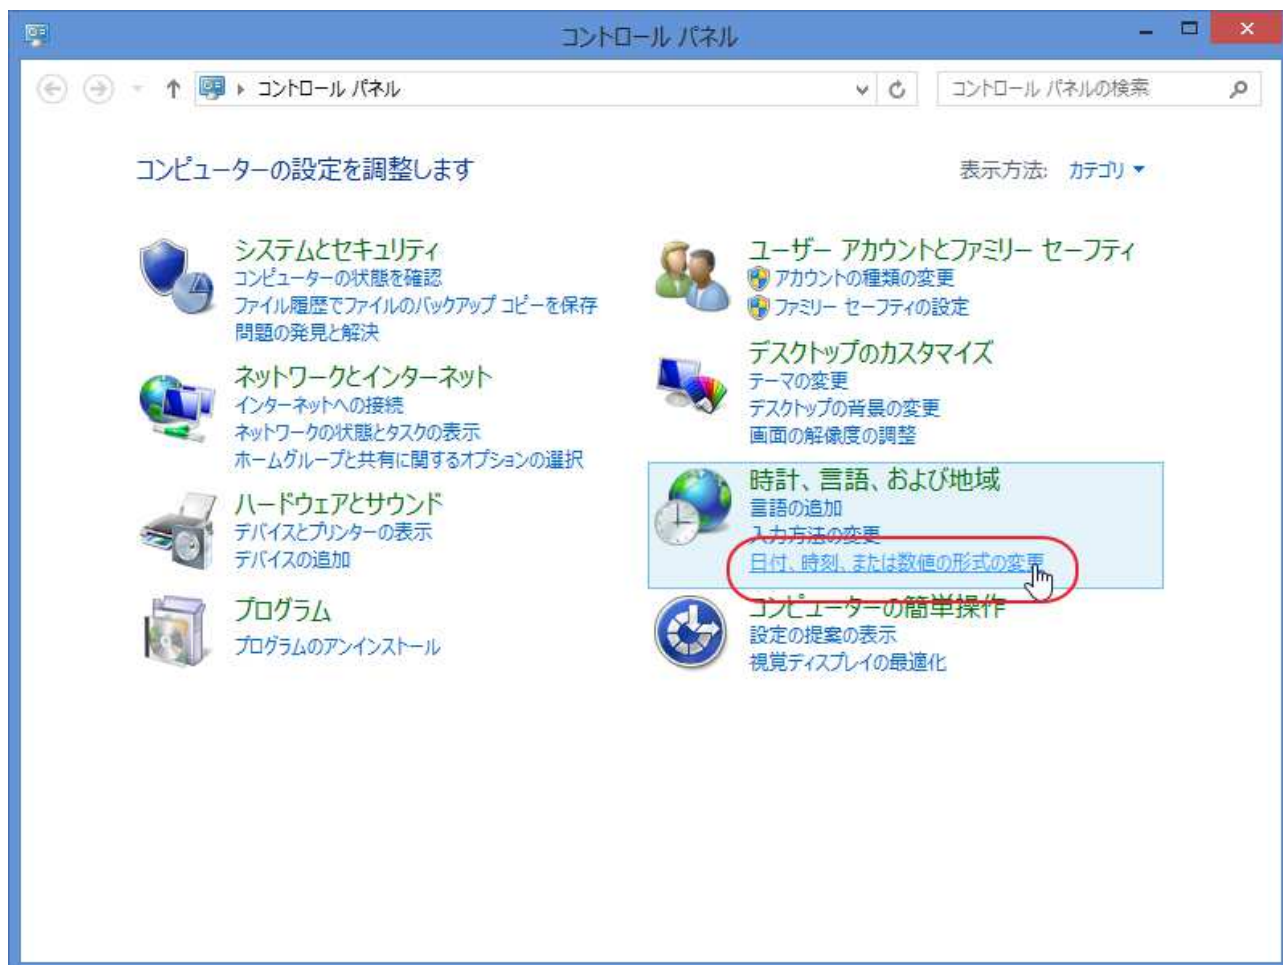 コントロール パネル
コントロール パネル
コントロール パネルの検索
コンピューターの設定を調整します
表示方法: カテゴリ
システムとセキュリティ
コンピューターの状態を確認
ファイル履歴でファイルのバックアップ コピーを保存
問題の発見と解決
ネットワークとインターネット
インターネットへの接続
ネットワークの状態とタスクの表示
ホームグループと共有に関するオプションの選択
ハードウェアとサウンド
デバイスとプリンターの表示
デバイスの追加
プログラム
プログラムのアンインストール
ユーザー アカウントとファミリー セーフティ
アカウントの種類の変更
ファミリー セーフティの設定
デスクトップのカスタマイズ
テーマの変更
デスクトップの背景の変更
画面の解像度の調整
時計、言語、および地域
言語の追加
入力方法の変更
日付、時刻、または数値の形式の変更
コンピューターの簡単操作
設定の提案の表示
視覚ディスプレイの最適化